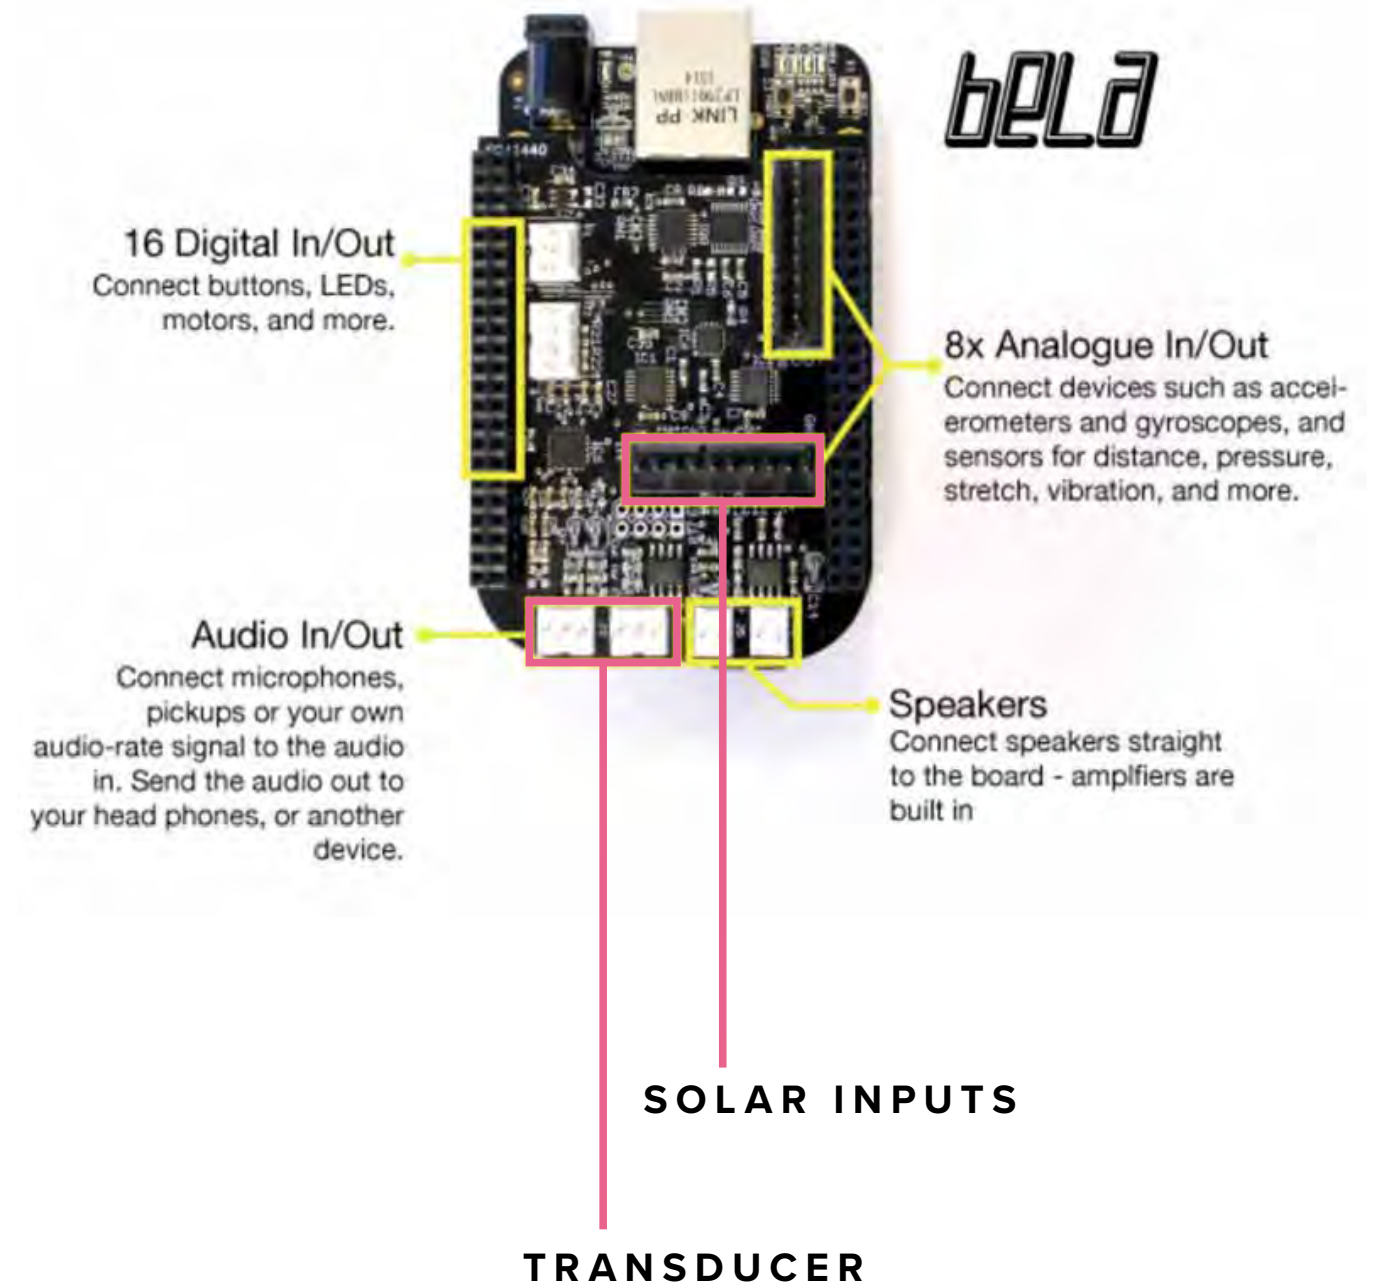 bela
LINK PP
1314
16 Digital In/Out
Connect buttons, LEDs,
motors, and more.
8x Analogue In/Out
Connect devices such as accel-
erometers and gyroscopes, and
sensors for distance, pressure,
stretch, vibration, and more.
Audio In/Out
Connect microphones,
pickups or your own
audio-rate signal to the audio
in. Send the audio out to
your head phones, or another
device.
Speakers
Connect speakers straight
to the board - amplfiers are
built in
SOLAR INPUTS
TRANSDUCER